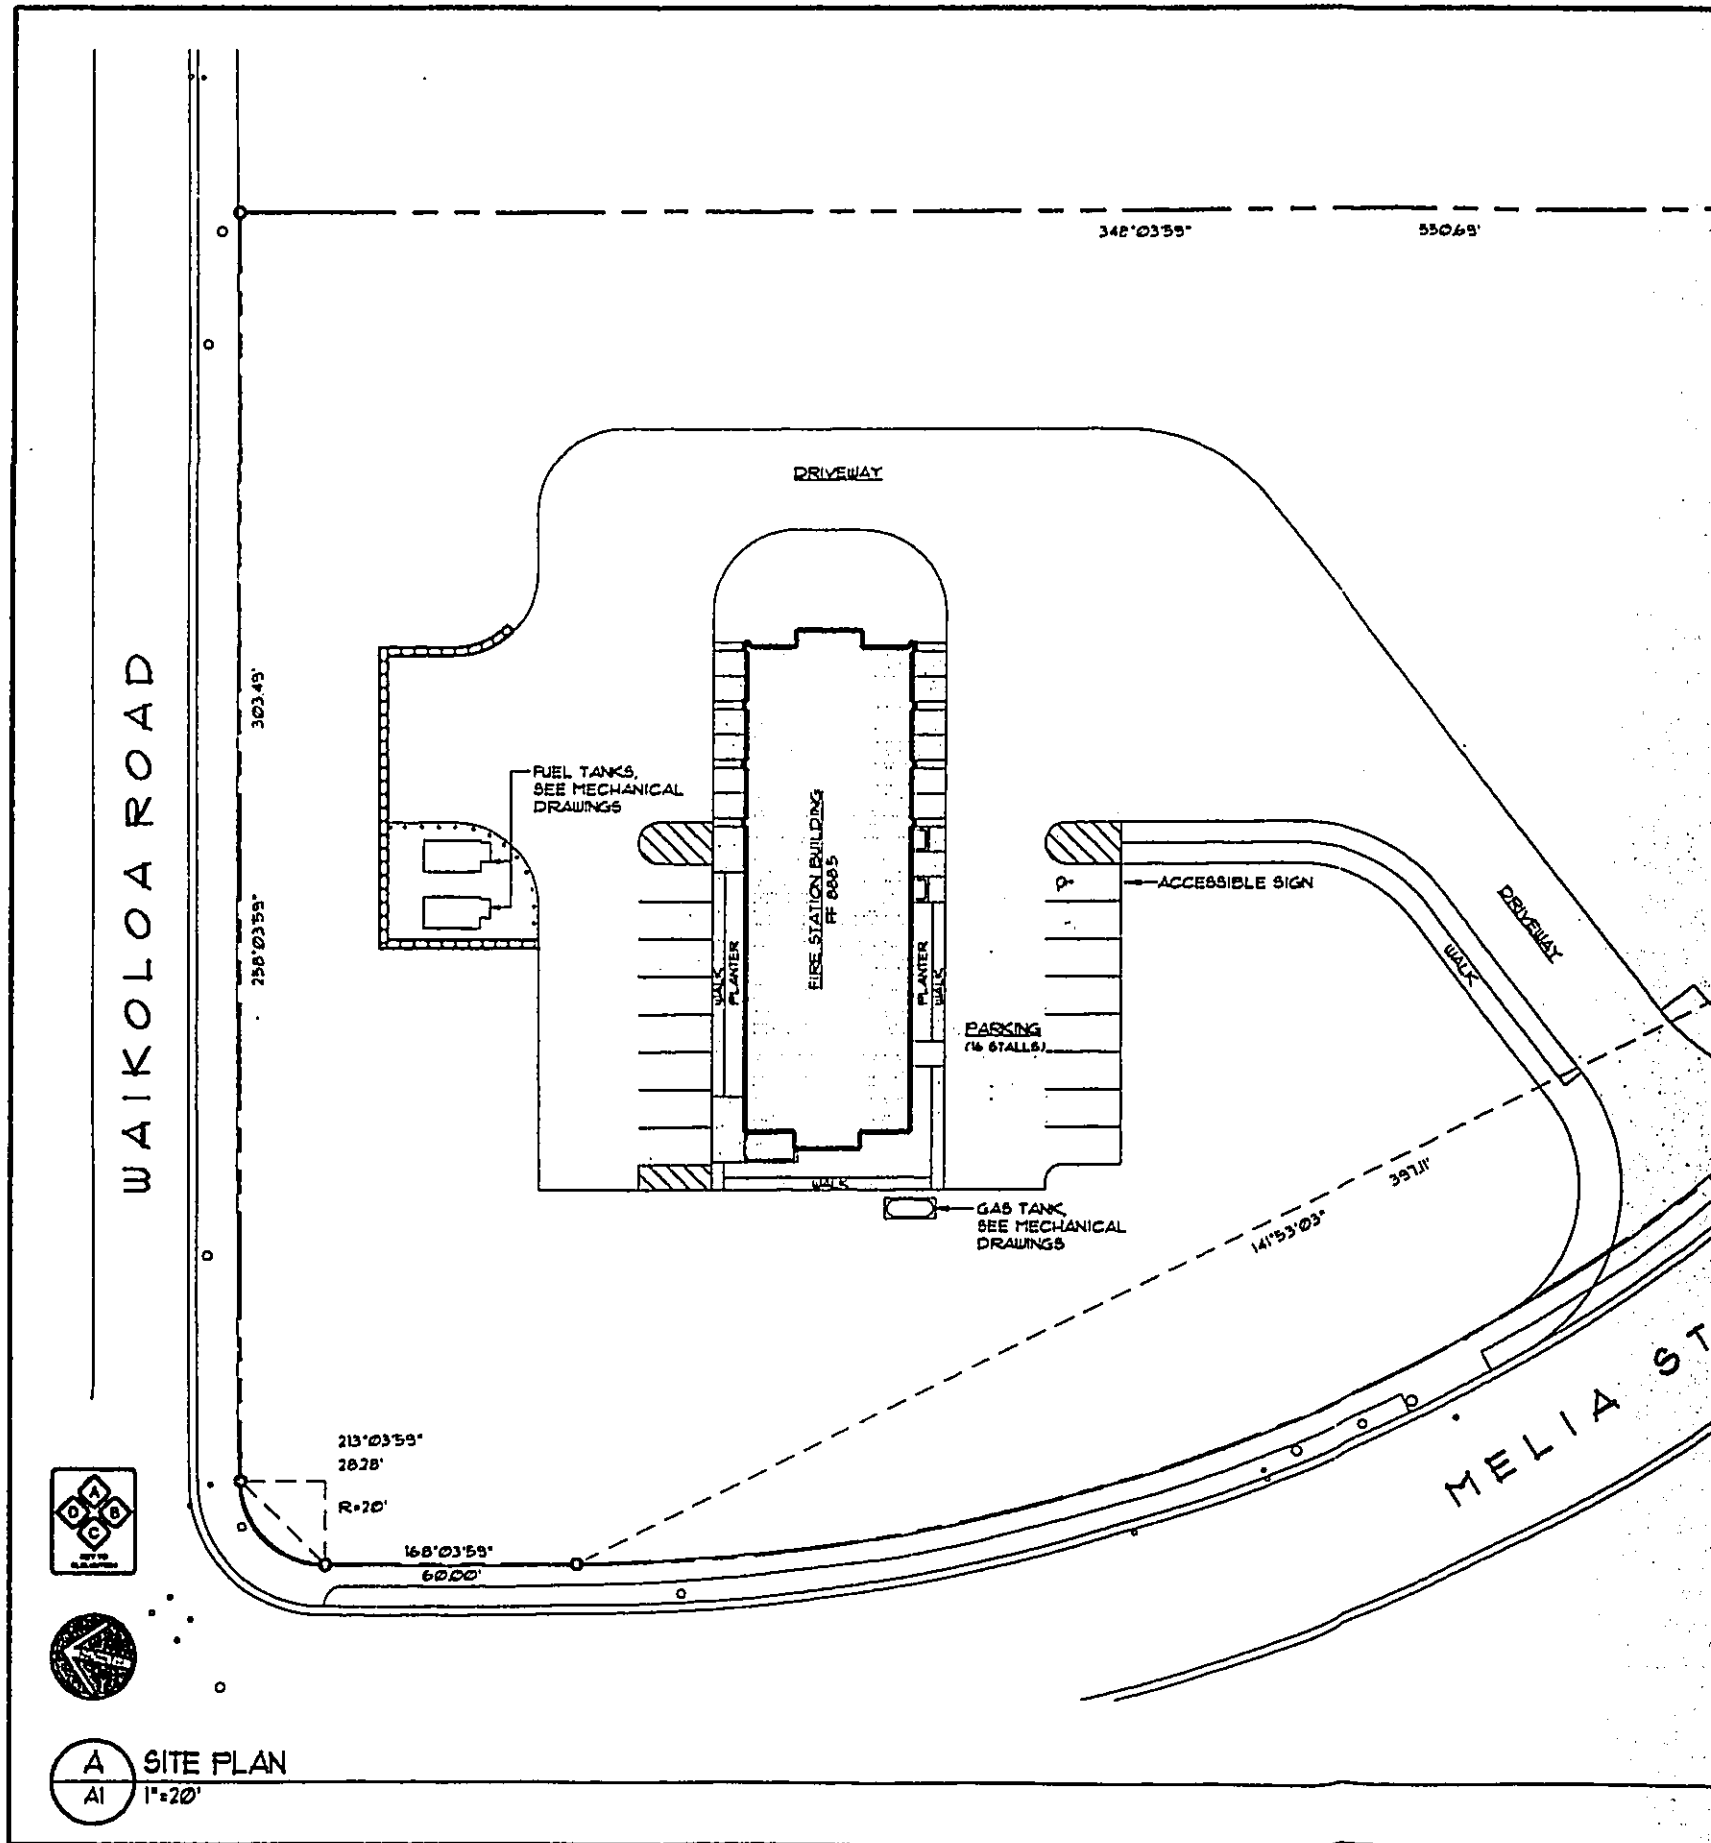 348°03'59"
550.69'
DRIVEWAY
WAIKOLOA ROAD
303.49'
258°03'59"
FUEL TANKS,
SEE MECHANICAL
DRAWINGS
FIRE STATION BUILDING
FF 888.5
WALK
PLANTER
PLANTER
WALK
ACCESSIBLE SIGN
PARKING
(16 STALLS)
DRIVEWAY
WALK
WALK
GAS TANK,
SEE MECHANICAL
DRAWINGS
397.11'
141°53'03"
MELIA ST
213°03'59"
28.28'
R=20'
168°03'59"
60.00'
A
D
B
C
KEY TO
A
A1
SITE PLAN
1"=20'